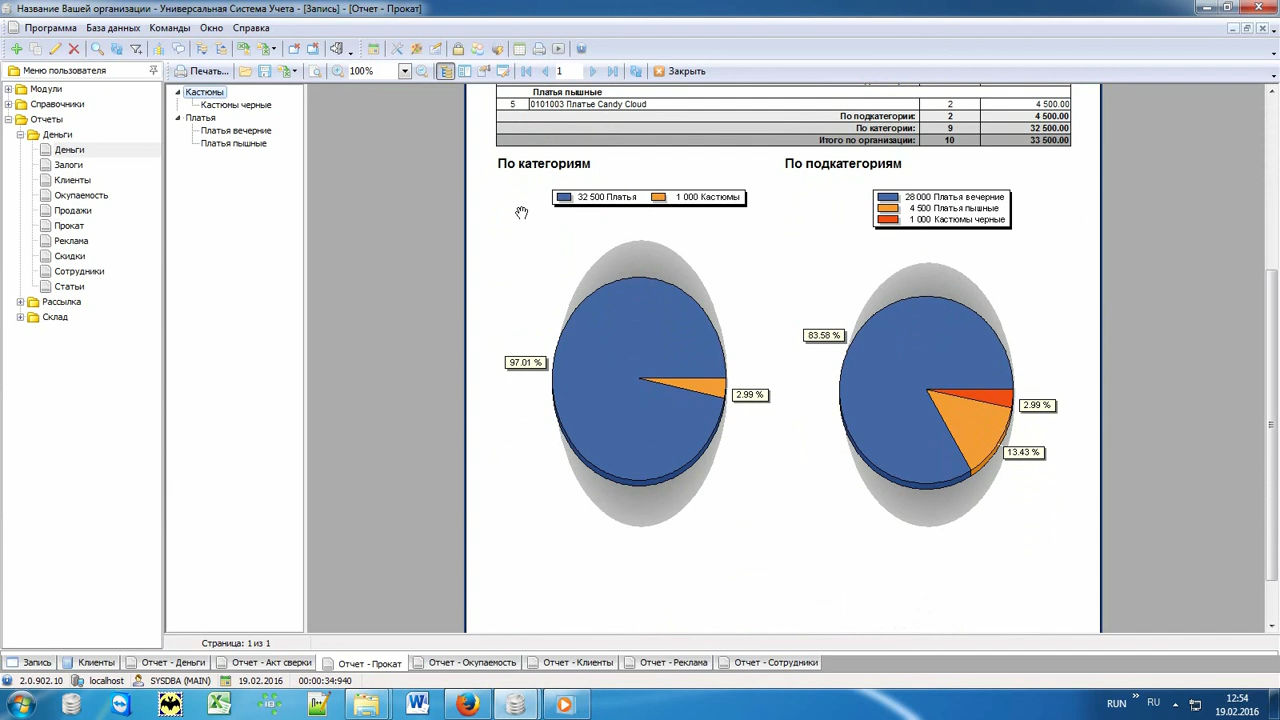 Название Вашей организации - Универсальная Система Учета - [Запись] - [Отчет - Прокат]
Программа База данных Команды Окно Справка
Меню пользователя
Печать... 100% 1 Закрыть
Модули
Справочники
Отчеты
Деньги
Деньги
Залоги
Клиенты
Окупаемость
Продажи
Прокат
Реклама
Скидки
Сотрудники
Статьи
Рассылка
Склад
Костюмы
Костюмы черные
Платья
Платья вечерние
Платья пышные
Платья пышные
5 0101003 Платье Candy Cloud 2 4 500.00
По подкатегории: 2 4 500.00
По категории: 9 32 500.00
Итого по организации: 10 33 500.00
По категориям
32 500 Платья 1 000 Костюмы
97.01 %
2.99 %
По подкатегориям
28 000 Платья вечерние
4 500 Платья пышные
1 000 Костюмы черные
83.58 %
2.99 %
13.43 %
Страница: 1 из 1
Запись Клиенты Отчет - Деньги Отчет - Акт сверки Отчет - Прокат Отчет - Окупаемость Отчет - Клиенты Отчет - Реклама Отчет - Сотрудники
2.0.902.10 localhost SYSDBA (MAIN) 19.02.2016 00:00:34:940
RUN RU 12:54
19.02.2016